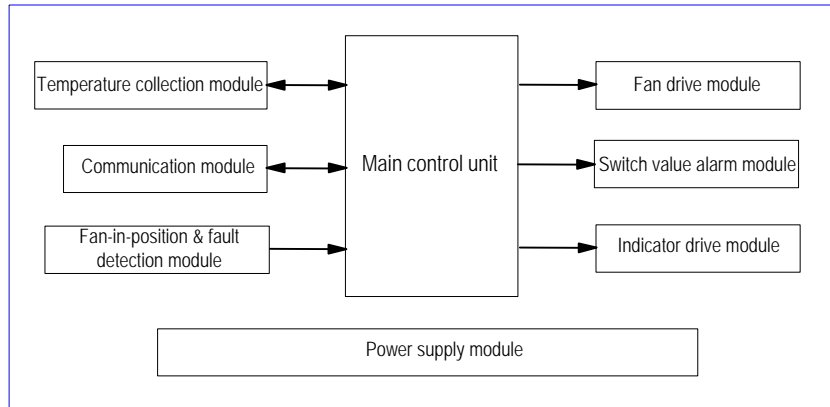 Temperature collection module
Fan drive module
Communication module
Main control unit
Switch value alarm module
Fan-in-position & fault
detection module
Indicator drive module
Power supply module